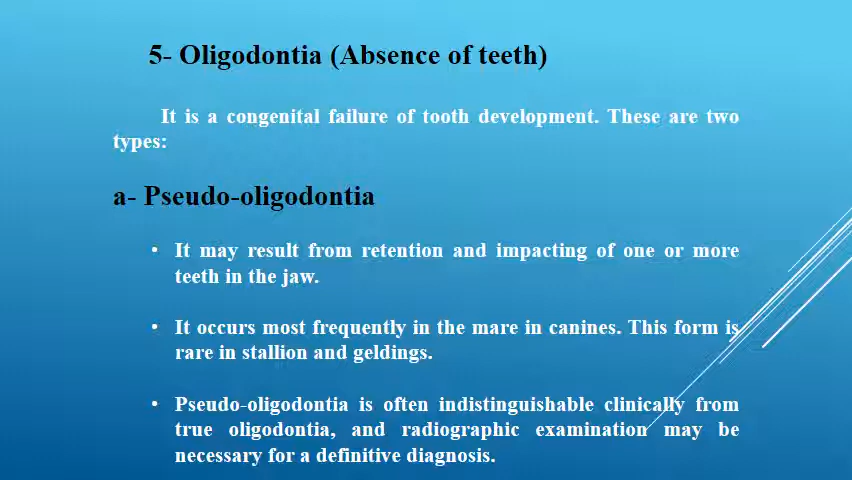 5- Oligodontia (Absence of teeth)
It is a congenital failure of tooth development. These are two
types:
a- Pseudo-oligodontia
• It may result from retention and impacting of one or more
teeth in the jaw.
• It occurs most frequently in the mare in canines. This form is
rare in stallion and geldings.
• Pseudo-oligodontia is often indistinguishable clinically from
true oligodontia, and radiographic examination may be
necessary for a definitive diagnosis.